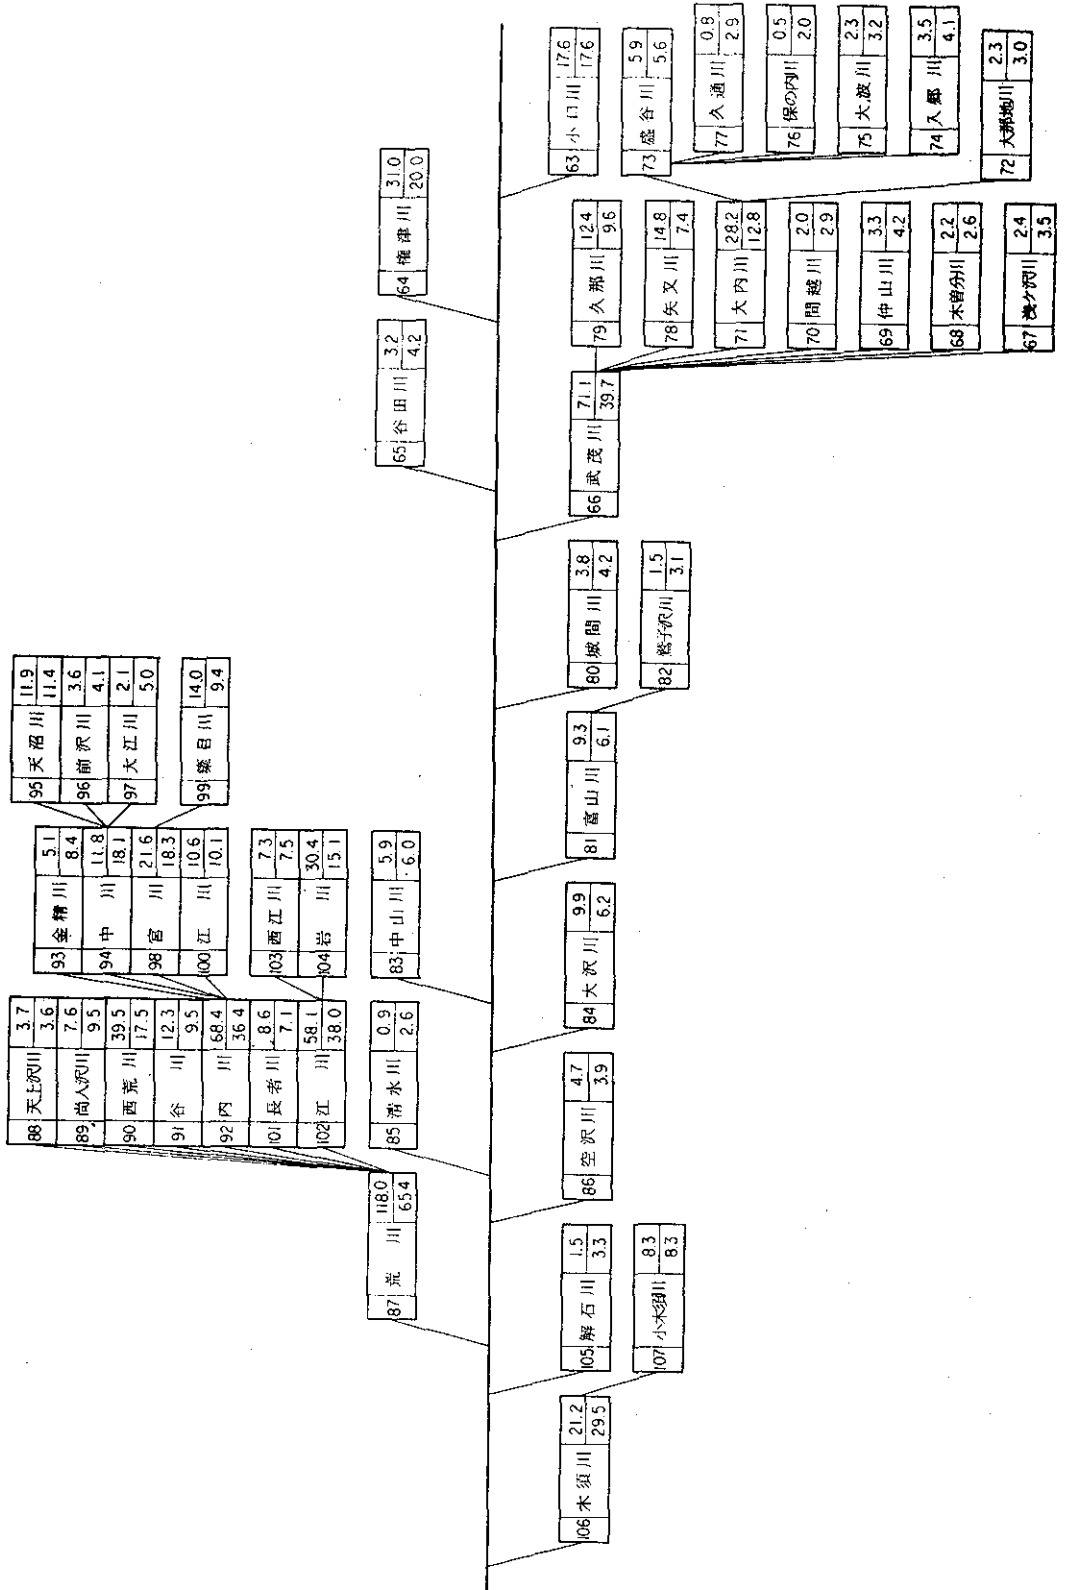 63 小口川 17.6 17.6
64 権津川 31.0 20.0
65 谷田川 3.2 4.2
66 武茂川 71.1 39.7
67 浅ケ沢川 2.4 3.5
68 木曽分川 2.2 2.6
69 仲山川 3.3 4.2
70 間越川 2.0 2.9
71 大内川 28.2 12.8
72 大那地川 2.3 3.0
73 盛谷川 5.9 5.6
74 入郷川 3.5 4.1
75 大波川 2.3 3.2
76 保の内川 0.5 2.0
77 久通川 0.8 2.9
78 矢又川 14.8 7.4
79 久那川 12.4 9.6
80 城間川 3.8 4.2
81 富山川 9.3 6.1
82 鷲子沢川 1.5 3.1
83 中山川 5.9 6.0
84 大沢川 9.9 6.2
85 清水川 0.9 2.6
86 空沢川 4.7 3.9
87 荒川 118.0 65.4
88 天上沢川 3.7 3.6
89 尚人沢川 7.6 9.5
90 西荒川 39.5 17.5
91 谷川 12.3 9.5
92 内川 68.4 36.4
93 金精川 5.1 8.4
94 中川 11.8 18.1
95 天沼川 11.9 11.4
96 前沢川 3.6 4.1
97 大江川 2.1 5.0
98 宮川 21.6 18.3
99 簗目川 14.0 9.4
100 江川 10.6 10.1
101 長者川 8.6 7.1
102 江川 58.1 38.0
103 西江川 7.3 7.5
104 岩川 30.4 15.1
105 解石川 1.5 3.3
106 木須川 21.2 29.5
107 小木須川 8.3 8.3